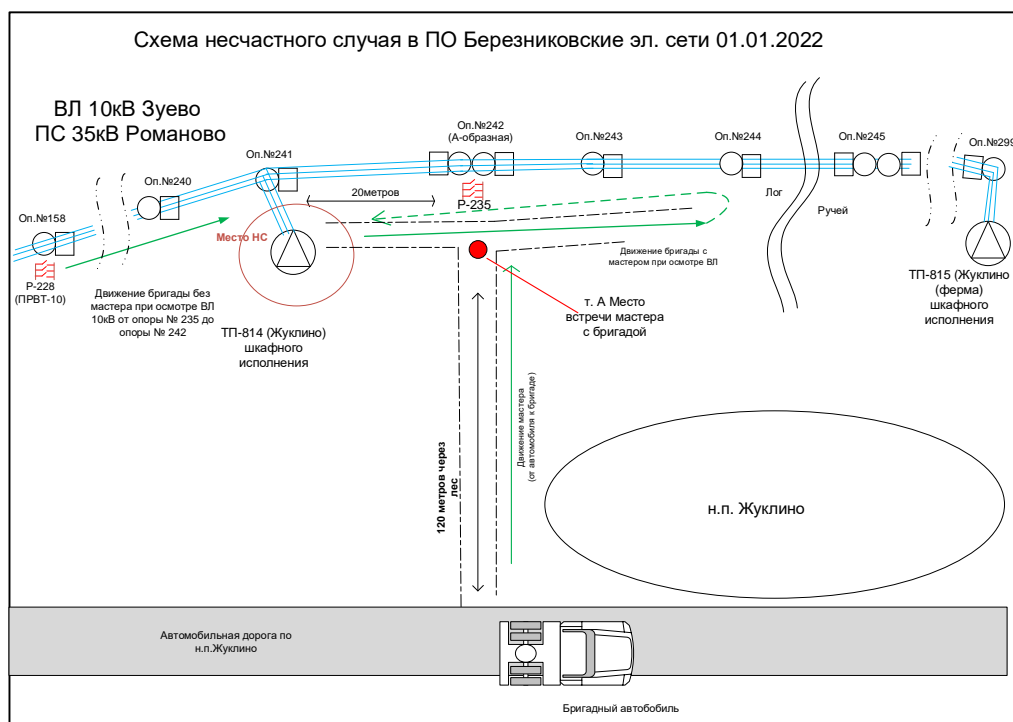 Схема несчастного случая в ПО Березниковские эл. сети 01.01.2022
ВЛ 10кВ Зуево
ПС 35кВ Романово
Оп.№158
Оп.№240
Оп.№241
Оп.№242
(А-образная)
Оп.№243
Оп.№244
Оп.№245
Оп.№299
20метров
Р-235
Лог
Ручей
Место НС
Р-228
(ПРВТ-10)
Движение бригады без
мастера при осмотре ВЛ
10кВ от опоры № 235 до
опоры № 242
ТП-814 (Жуклино)
шкафного
исполнения
Движение бригады с
мастером при осмотре ВЛ
т. А Место
встречи мастера
с бригадой
ТП-815 (Жуклино
(ферма)
шкафного
исполнения
120 метров через
лес
Движение мастера
(от автомобиля к бригаде)
н.п. Жуклино
Автомобильная дорога по
н.п.Жуклино
Бригадный автобобиль